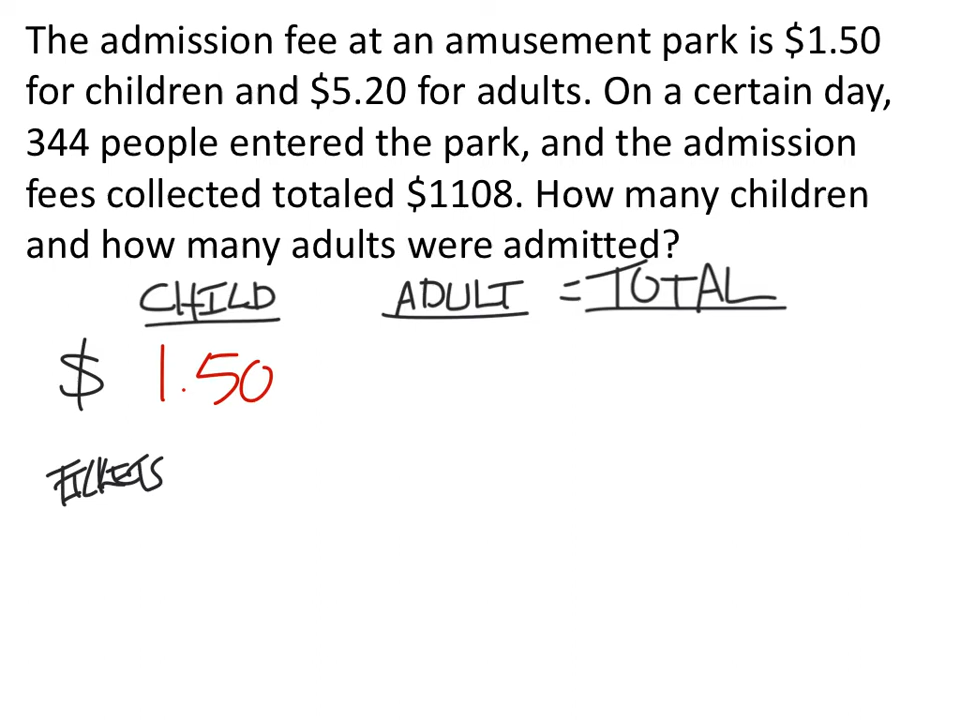 The admission fee at an amusement park is $1.50
for children and $5.20 for adults. On a certain day,
344 people entered the park, and the admission
fees collected totaled $1108. How many children
and how many adults were admitted?
CHILD ADULT = TOTAL
$ 1.50
TICKETS